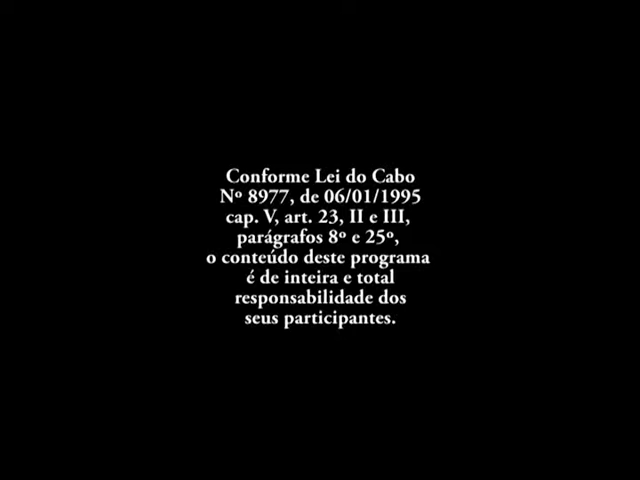 Conforme Lei do Cabo
Nº 8977, de 06/01/1995
cap. V, art. 23, II e III,
parágrafos 8º e 25º,
o conteúdo deste programa
é de inteira e total
responsabilidade dos
seus participantes.